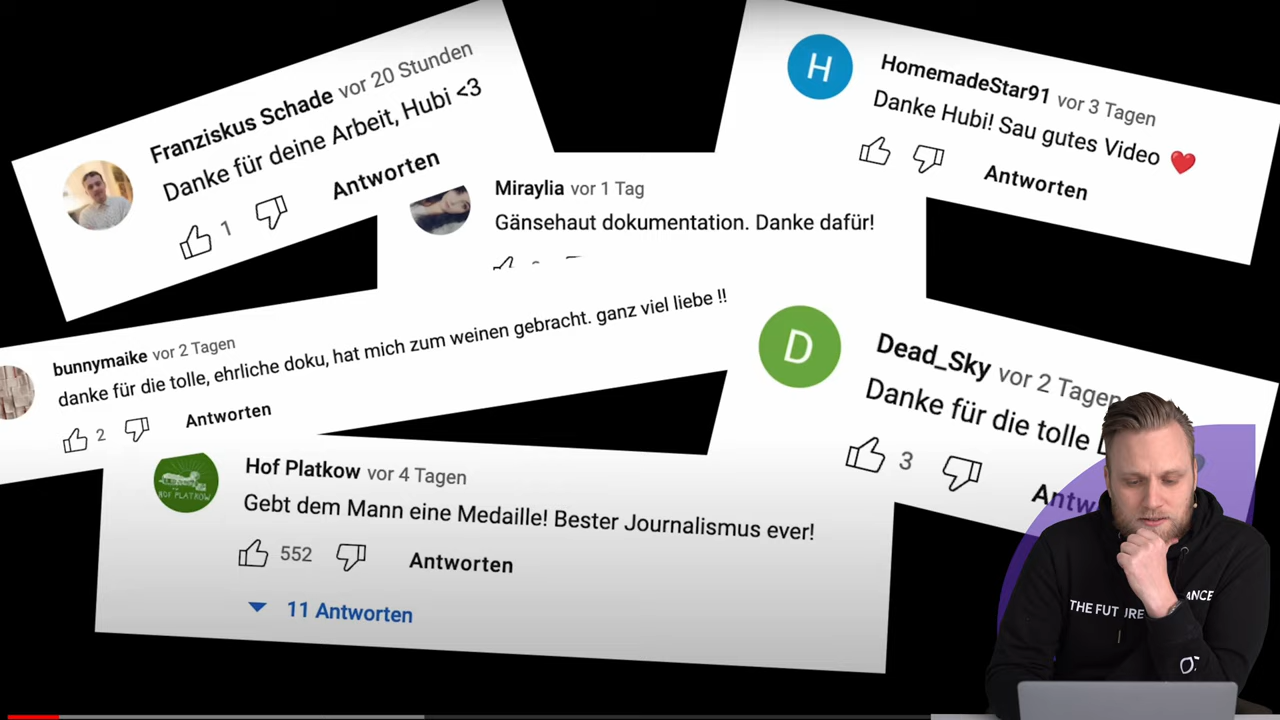 Franziskus Schade vor 20 Stunden
Danke für deine Arbeit, Hubi <3
1 Antworten
HomemadeStar91 vor 3 Tagen
Danke Hubi! Sau gutes Video ❤️
Antworten
H
Miraylia vor 1 Tag
Gänsehaut dokumentation. Danke dafür!
bunnymaike vor 2 Tagen
danke für die tolle, ehrliche doku, hat mich zum weinen gebracht. ganz viel liebe !!
2 Antworten
D
Dead_Sky vor 2 Tagen
Danke für die tolle
3
Hof Platkow vor 4 Tagen
HOF PLATKOW
Gebt dem Mann eine Medaille! Bester Journalismus ever!
552 Antworten
11 Antworten
THE FUTURE